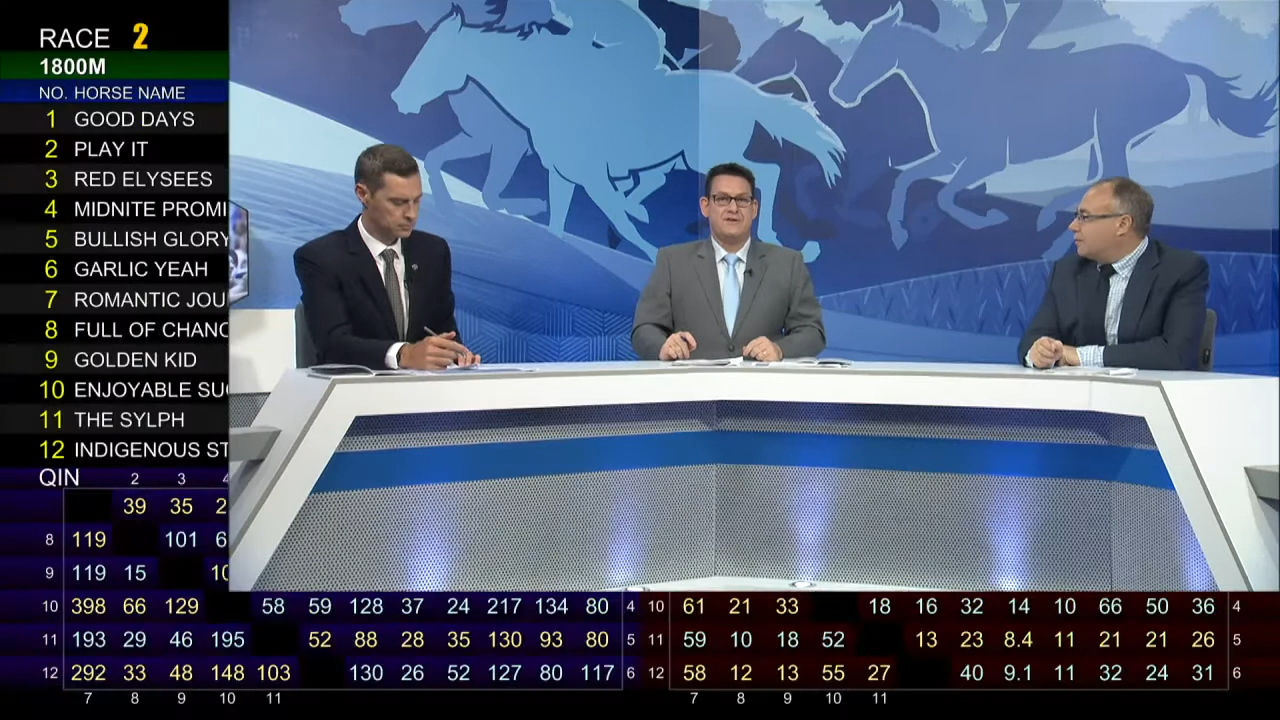 RACE 2
1800M
NO. HORSE NAME
1 GOOD DAYS
2 PLAY IT
3 RED ELYSEES
4 MIDNITE PROMI
5 BULLISH GLORY
6 GARLIC YEAH
7 ROMANTIC JOU
8 FULL OF CHANC
9 GOLDEN KID
10 ENJOYABLE SU
11 THE SYLPH
12 INDIGENOUS ST
QIN 2 3 4
39 35 2
8 119 101 6
9 119 15 10
10 398 66 129 58 59 128 37 24 217 134 80 4 10 61 21 33 18 16 32 14 10 66 50 36 4
11 193 29 46 195 52 88 28 35 130 93 80 5 11 59 10 18 52 13 23 8.4 11 21 21 26 5
12 292 33 48 148 103 130 26 52 127 80 117 6 12 58 12 13 55 27 40 9.1 11 32 24 31 6
7 8 9 10 11 7 8 9 10 11